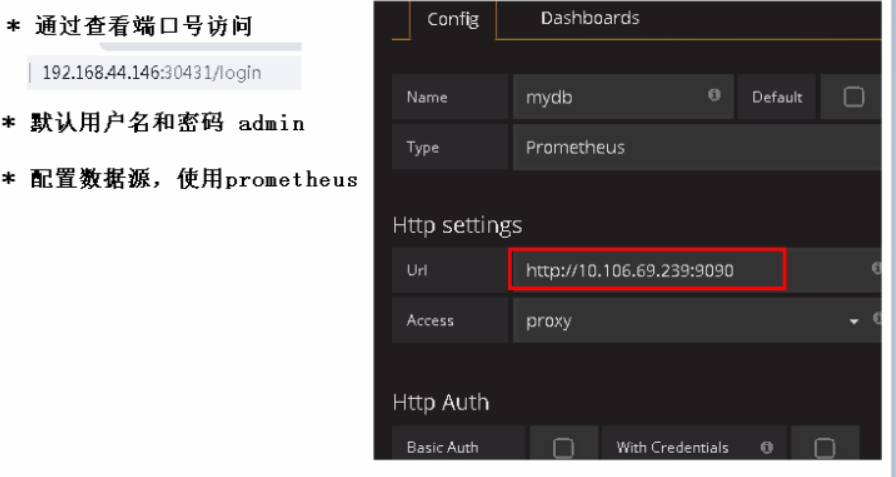 * 通过查看端口号访问
192.168.44.146:30431/login
* 默认用户名和密码 admin
* 配置数据源，使用prometheus
Config Dashboards
Name mydb Default
Type Prometheus
Http settings
Url http://10.106.69.239:9090
Access proxy
Http Auth
Basic Auth With Credentials